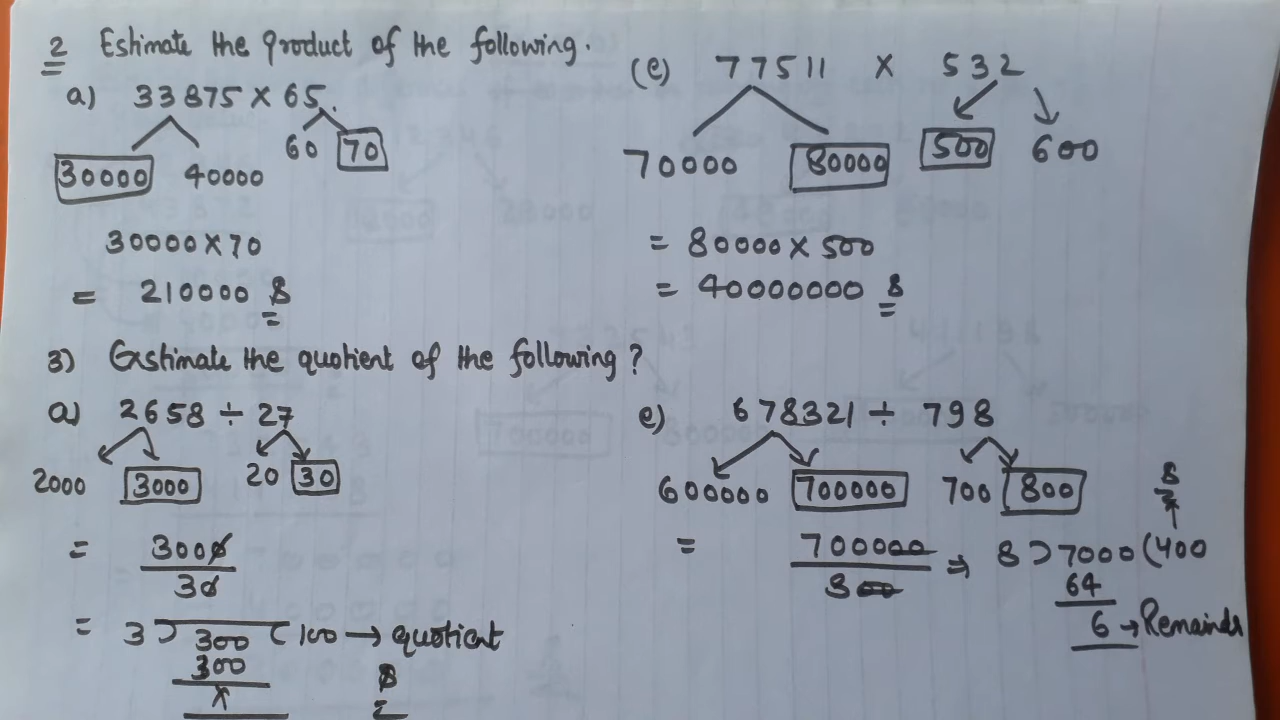 2 Estimate the product of the following.
a) 33875 × 65.
30000 40000 60 70
30000 × 70
= 210000
3) Estimate the quotient of the following ?
a) 2658 ÷ 27
2000 3000 20 30
= 3000
30
= 3 ) 300 ( 100 → quotient
300
x
(e) 77511 × 532
70000 80000 500 600
= 80000 × 500
= 40000000
e) 678321 ÷ 798
600000 700000 700 800
= 700000 ⇒ 8 ) 7000 ( 400
800
64
6 → Remainds